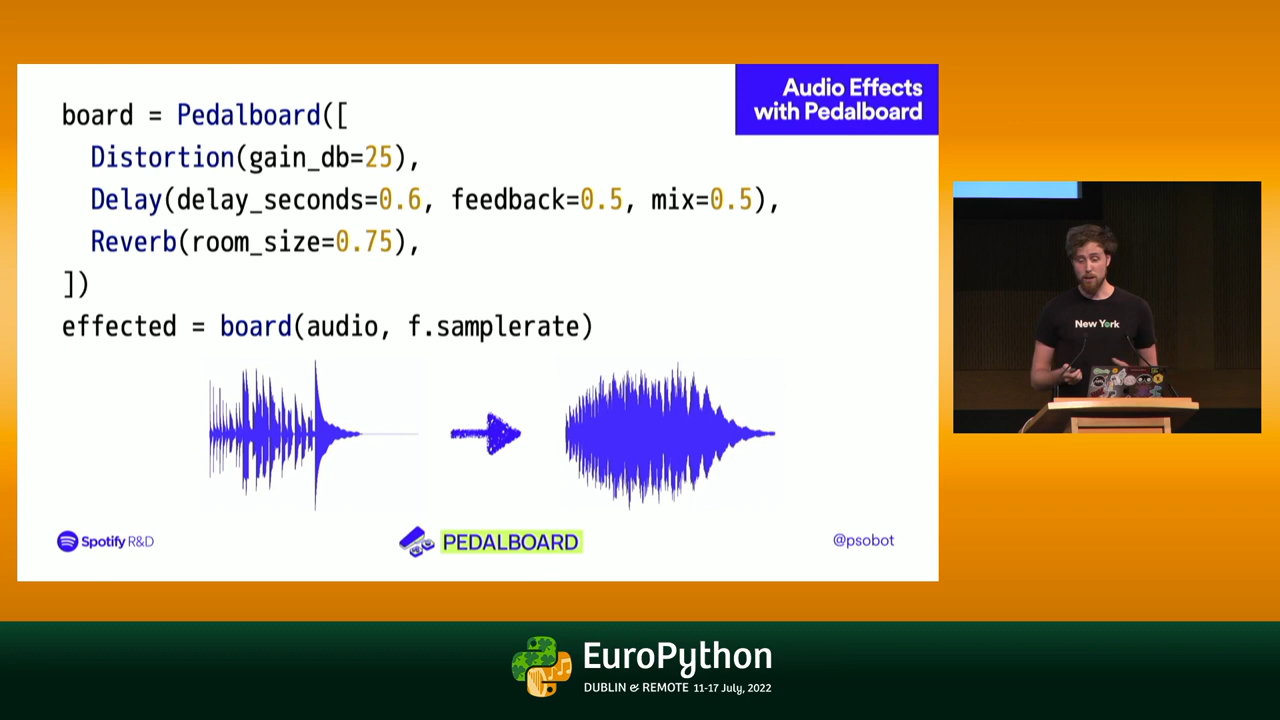 Audio Effects
with Pedalboard
board = Pedalboard([
Distortion(gain_db=25),
Delay(delay_seconds=0.6, feedback=0.5, mix=0.5),
Reverb(room_size=0.75),
])
effected = board(audio, f.samplerate)
Spotify R&D
PEDALBOARD
@psobot
New York
EuroPython
DUBLIN & REMOTE 11-17 July, 2022